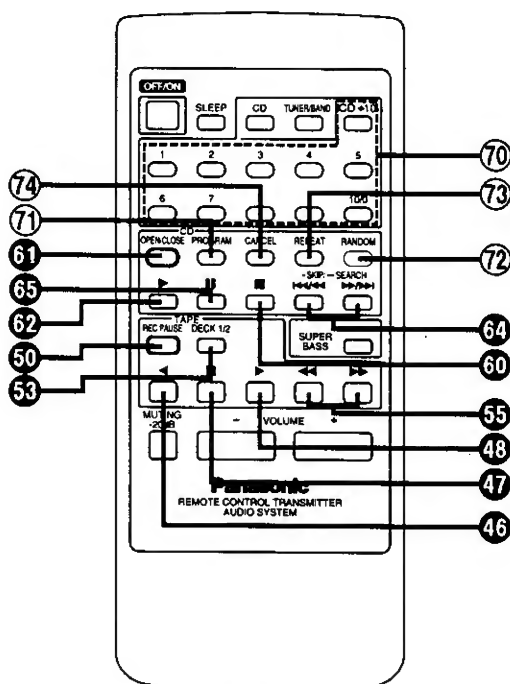 OFF/ON
SLEEP CD TUNER/BAND CD +10
1 2 3 4 5
70
74 73
6 7 10/0
71
CD
OPEN/CLOSE PROGRAM CANCEL REPEAT RANDOM
61 72
65
-SKIP- -SEARCH
62 64
TAPE
REC PAUSE DECK 1/2
SUPER
BASS
50 60
53 55
MUTING
-20dB
- VOLUME +
48
Panasonic
47
REMOTE CONTROL TRANSMITTER
AUDIO SYSTEM
46